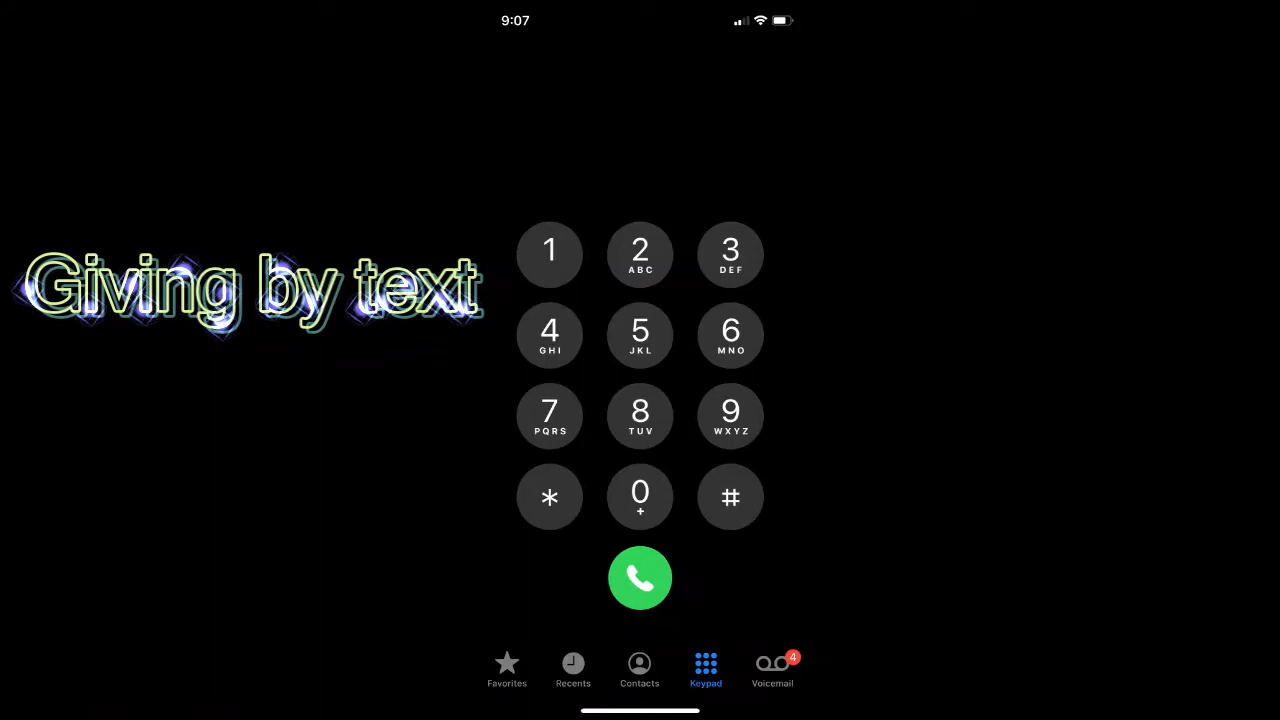 9:07
Giving by text
1
2
ABC
3
DEF
4
GHI
5
JKL
6
MNO
7
PQRS
8
TUV
9
WXYZ
*
0
+
#
4
Favorites
Recents
Contacts
Keypad
Voicemail